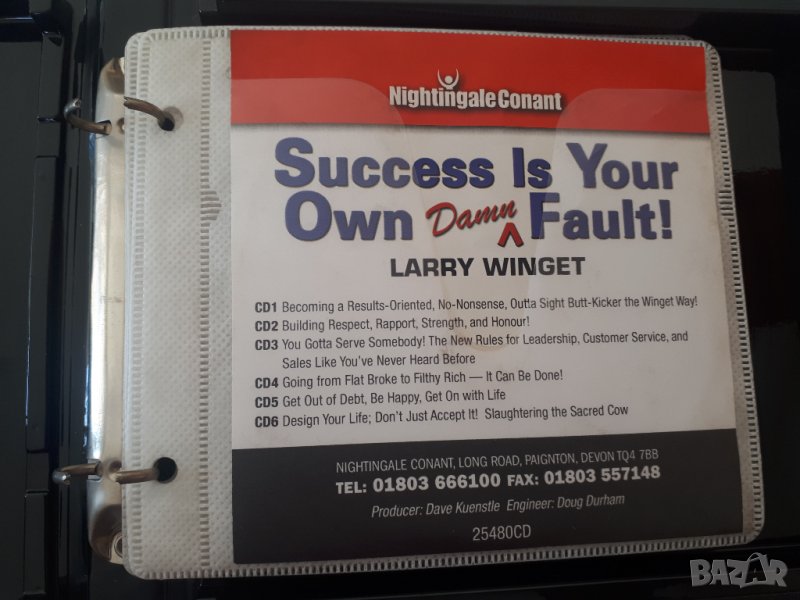 NightingaleConant
Success Is Your
Own Damn Fault!
LARRY WINGET
CD1 Becoming a Results-Oriented, No-Nonsense, Outta Sight Butt-Kicker the Winget Way!
CD2 Building Respect, Rapport, Strength, and Honour!
CD3 You Gotta Serve Somebody! The New Rules for Leadership, Customer Service, and
Sales Like You've Never Heard Before
CD4 Going from Flat Broke to Filthy Rich — It Can Be Done!
CD5 Get Out of Debt, Be Happy, Get On with Life
CD6 Design Your Life; Don't Just Accept It! Slaughtering the Sacred Cow
NIGHTINGALE CONANT, LONG ROAD, PAIGNTON, DEVON TQ4 7BB
TEL: 01803 666100 FAX: 01803 557148
Producer: Dave Kuenstle Engineer: Doug Durham
25480CD
BAZAR